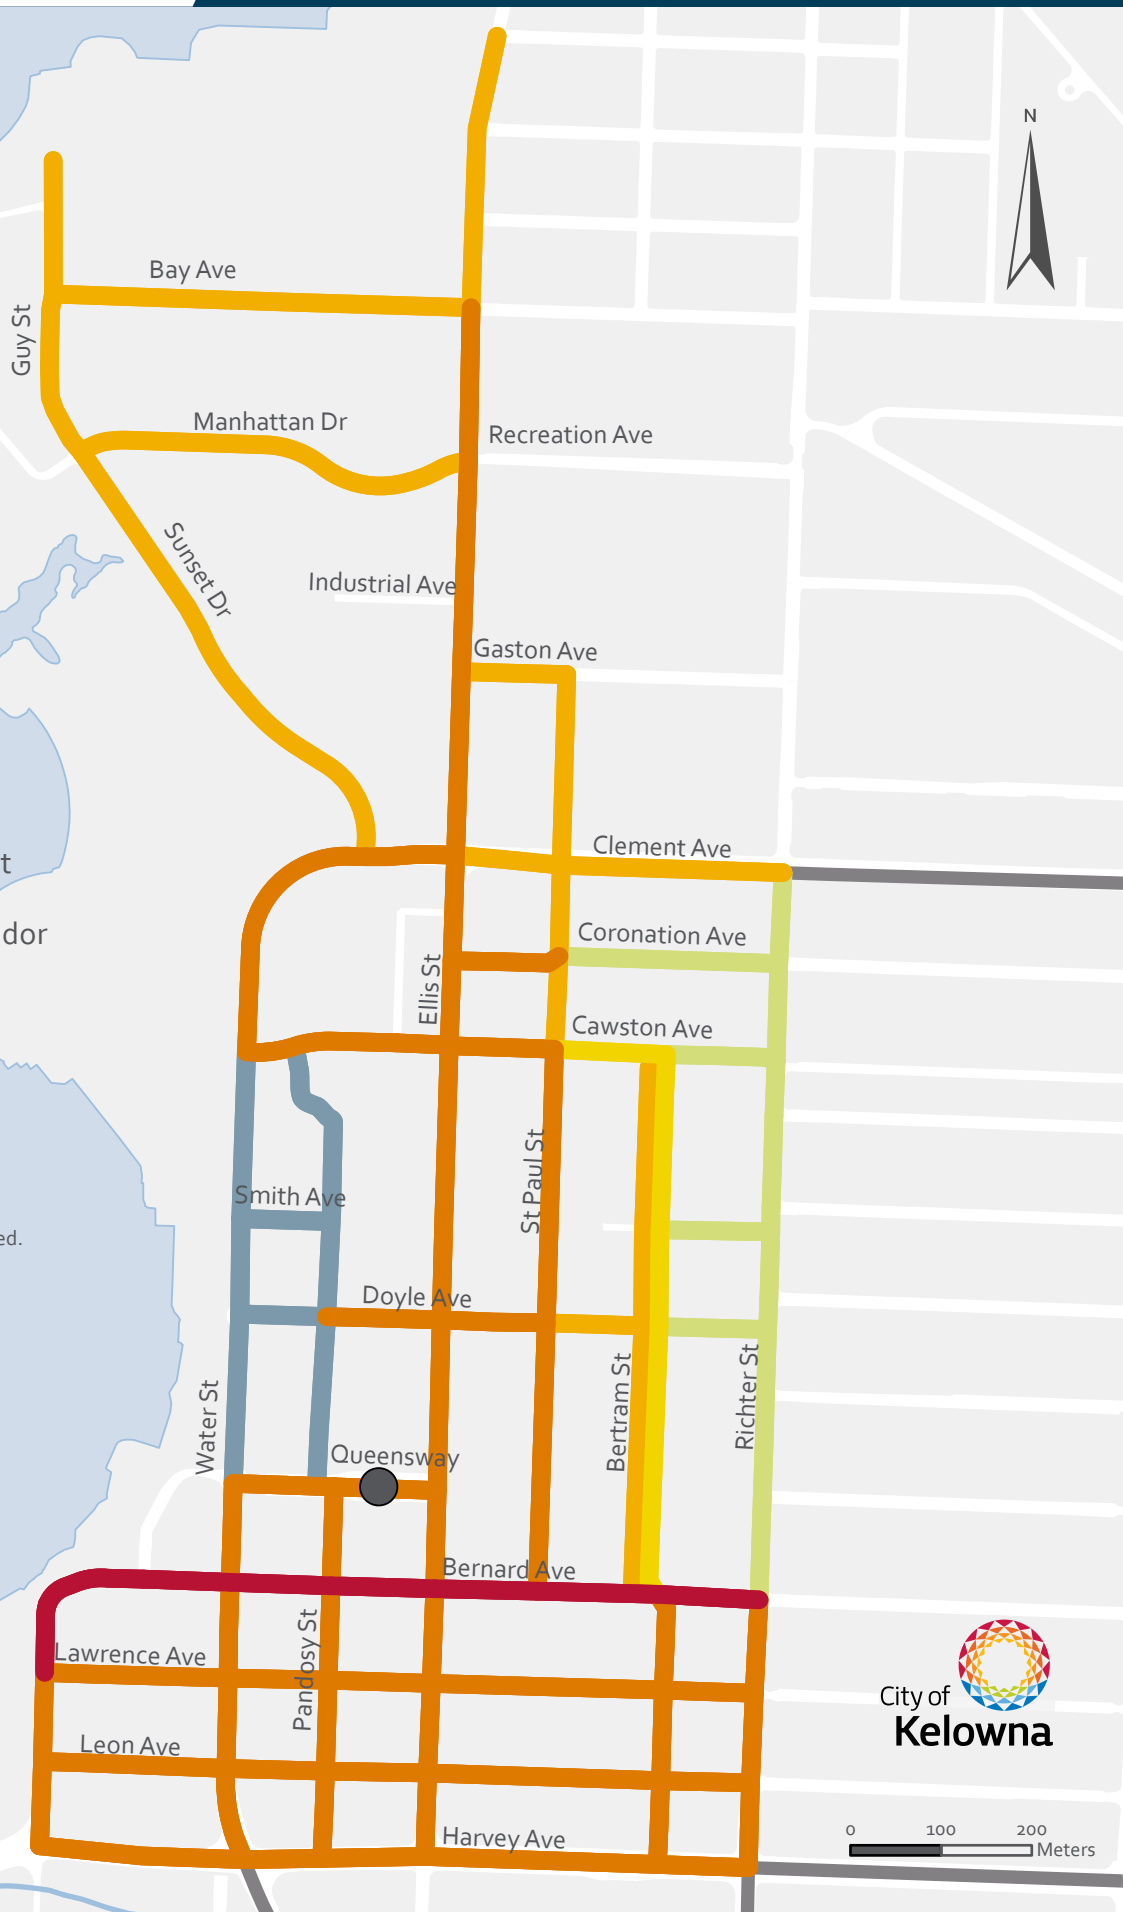 N
Bay Ave
Guy St
Manhattan Dr
Recreation Ave
Sunset Dr
Industrial Ave
Gaston Ave
Clement Ave
t
dor
Coronation Ave
Ellis St
Cawston Ave
St Paul St
Smith Ave
ed.
Doyle Ave
Water St
Bertram St
Richter St
Queensway
Bernard Ave
Lawrence Ave
Pandosy St
City of
Kelowna
Leon Ave
Harvey Ave
0 100 200
Meters